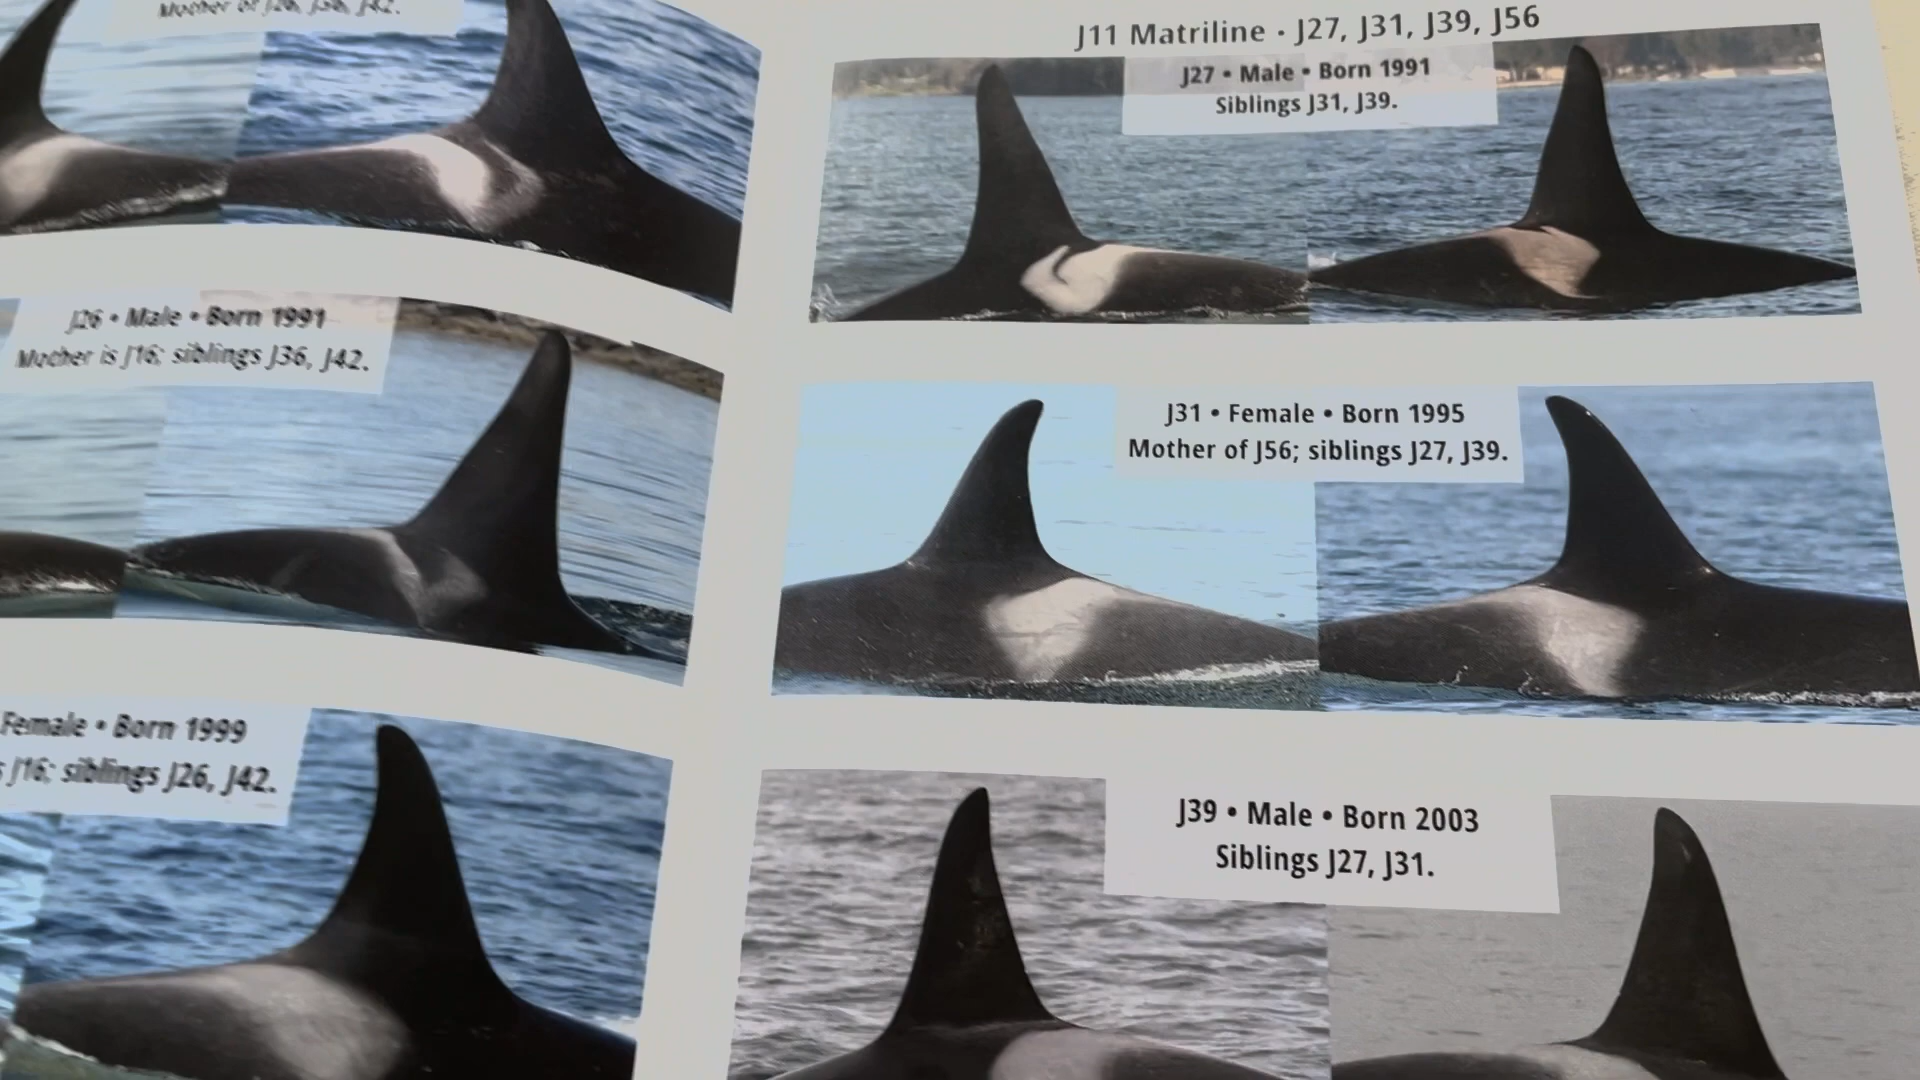 Mother of J26, J36, J42.
J26 • Male • Born 1991
Mother is J16; siblings J36, J42.
Female • Born 1999
J16; siblings J26, J42.
J11 Matriline • J27, J31, J39, J56
J27 • Male • Born 1991
Siblings J31, J39.
J31 • Female • Born 1995
Mother of J56; siblings J27, J39.
J39 • Male • Born 2003
Siblings J27, J31.